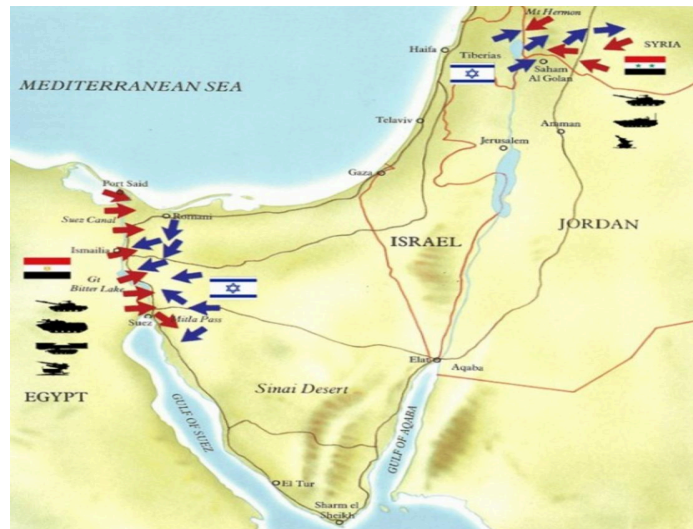 Mt Hermon
Haifa
Tiberias
SYRIA
MEDITERRANEAN SEA
Saham
Al Golan
Telaviv
Amman
Jerusalem
Gaza
Port Said
Suez Canal
Romani
JORDAN
ISRAEL
Ismailia
Gt
Bitter Lake
Suez
Mitla Pass
Elat
Aqaba
EGYPT
Sinai Desert
GULF OF SUEZ
GULF OF AQABA
El Tur
Sharm el
Sheikh